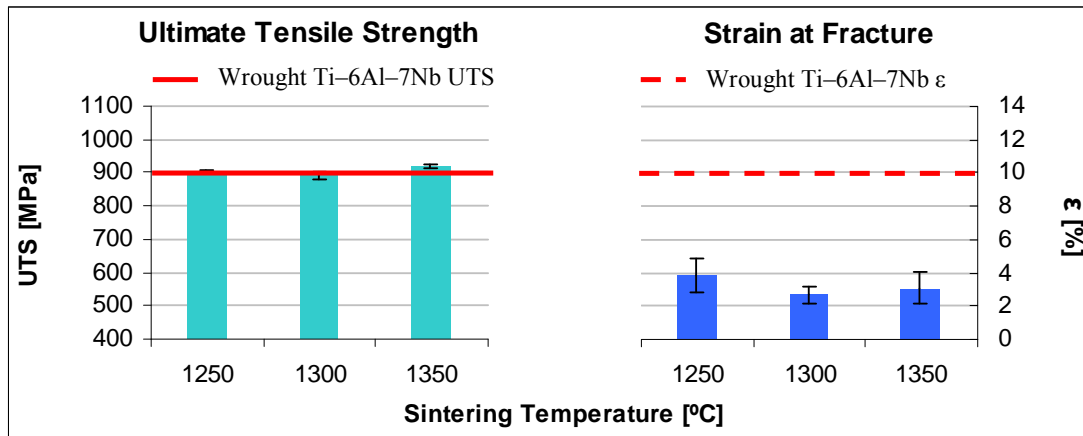 Ultimate Tensile Strength
Wrought Ti–6Al–7Nb UTS
UTS [MPa]
1100
1000
900
800
700
600
500
400
1250 1300 1350
Strain at Fracture
Wrought Ti–6Al–7Nb ε
14
12
10
8
6
4
2
0
ε [%]
1250 1300 1350
Sintering Temperature [ºC]